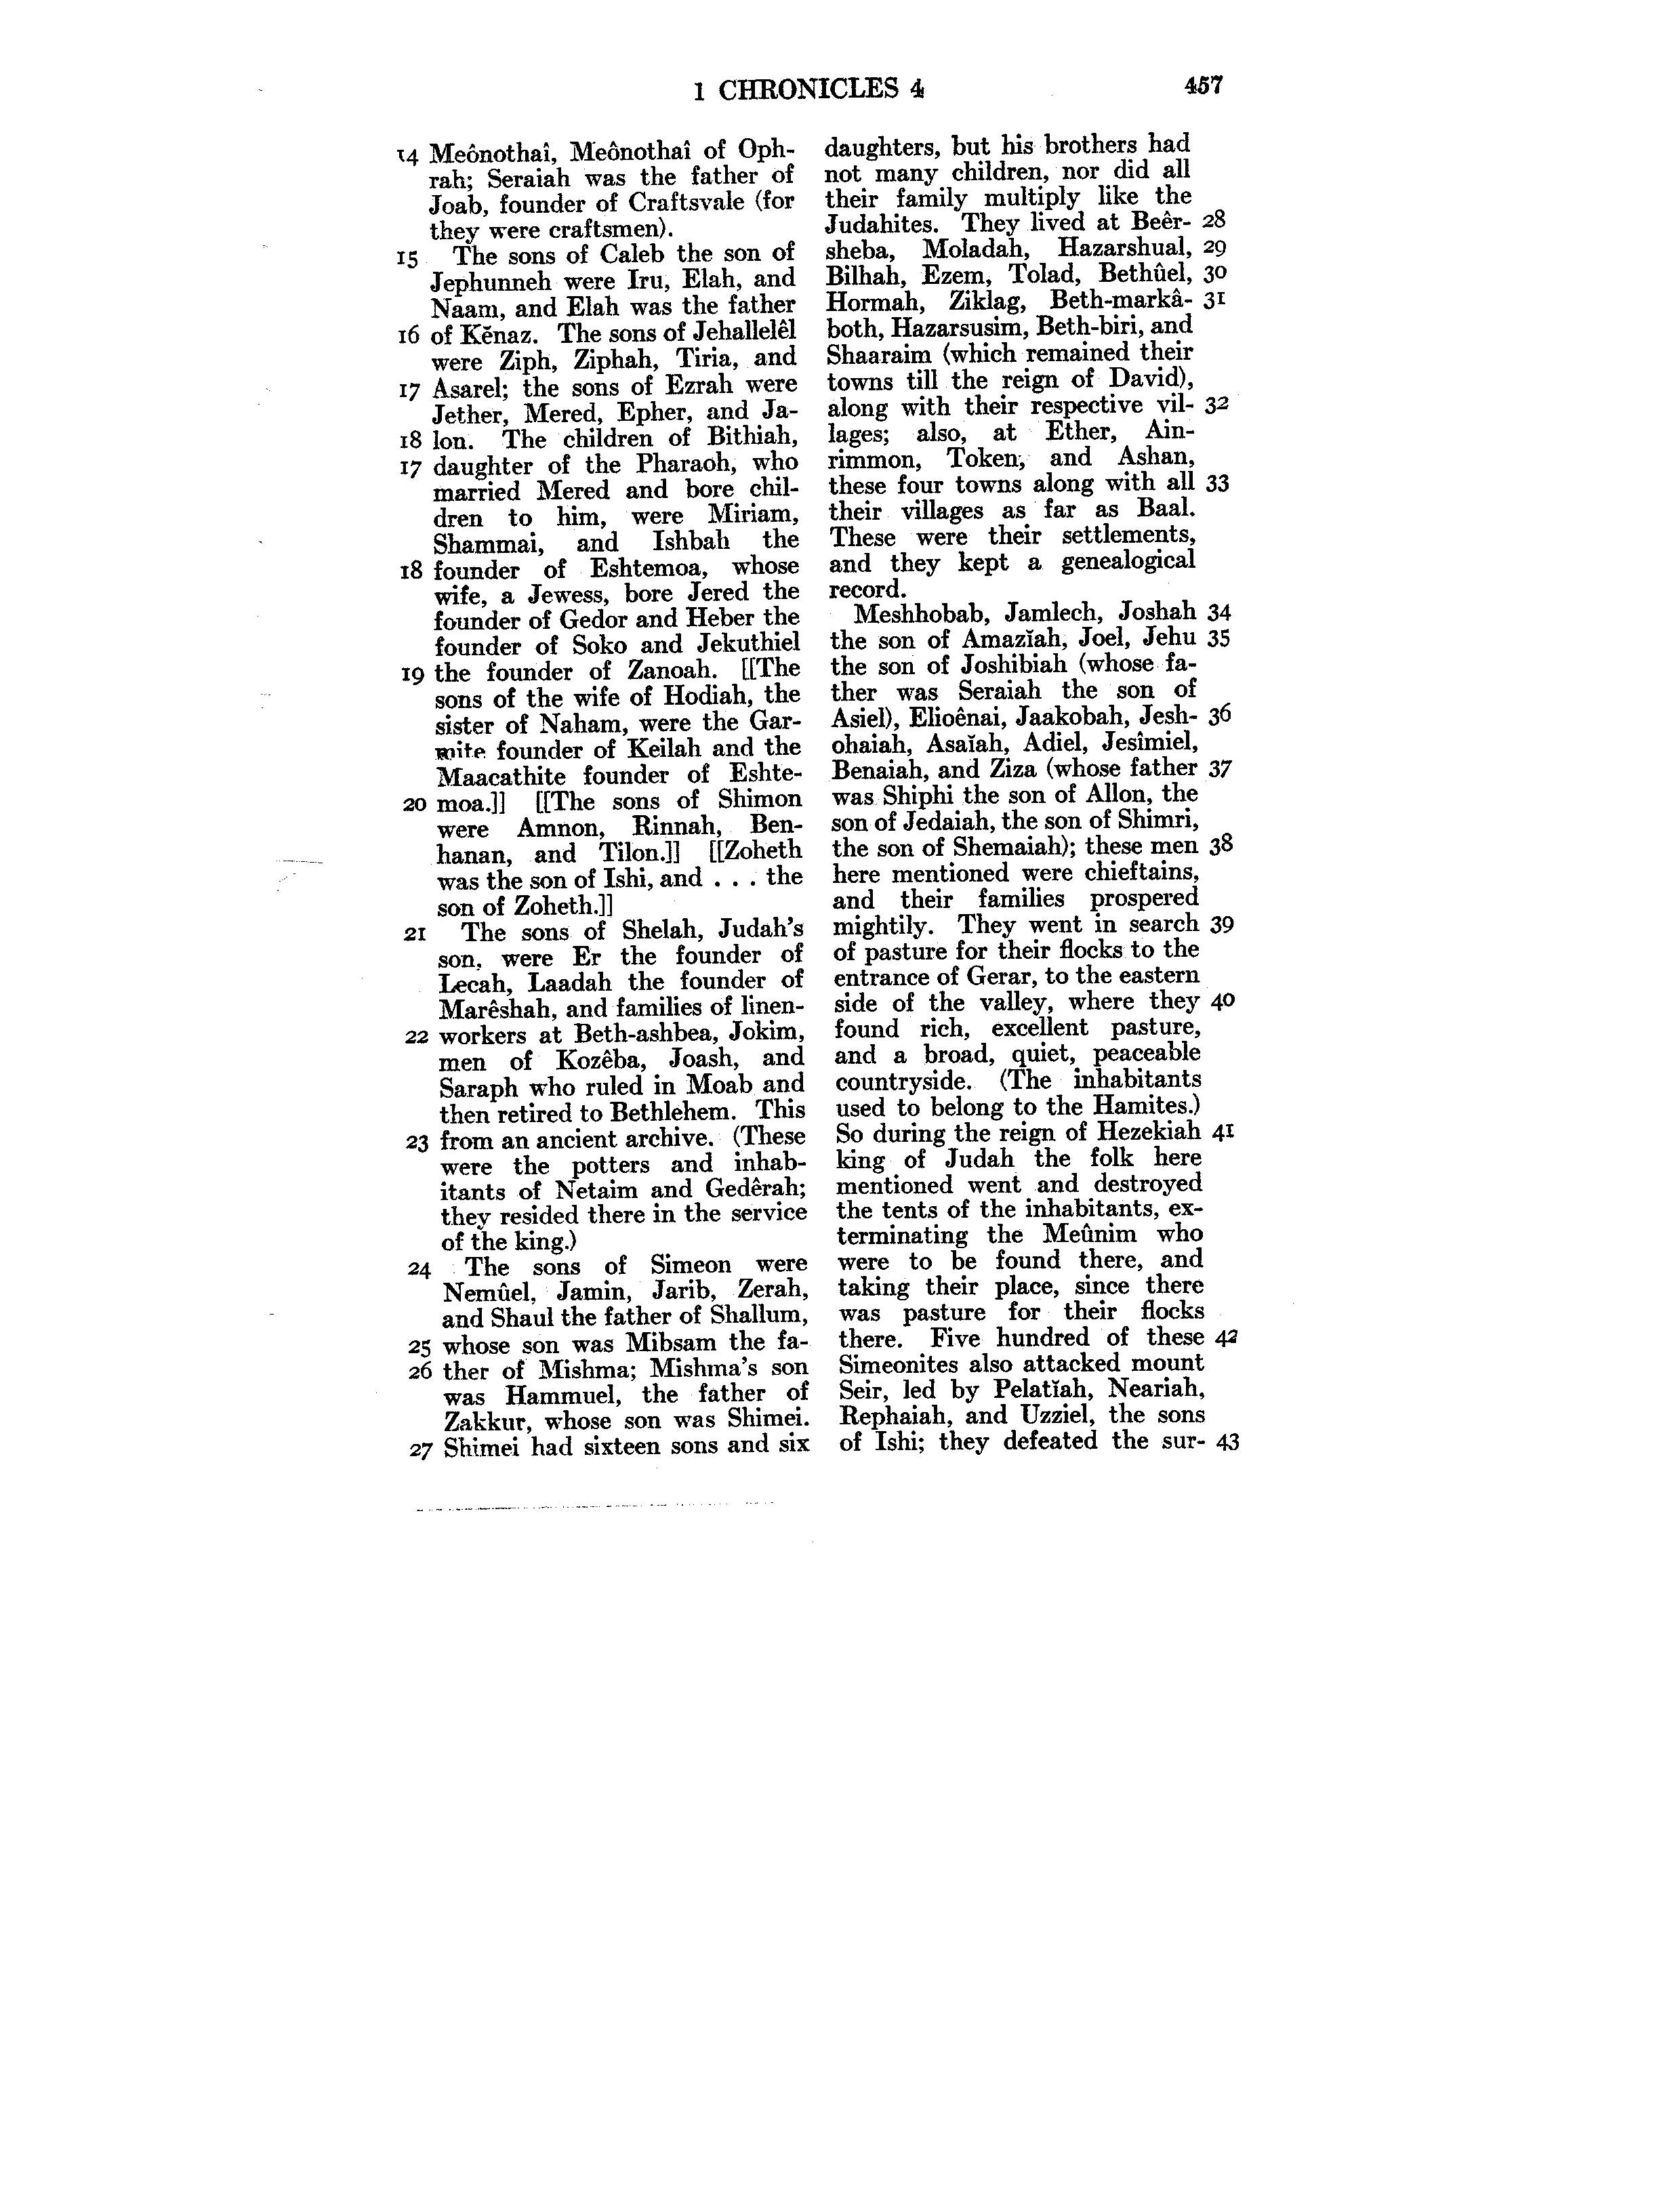 1 CHRONICLES 4
457
14 Meônothaî, Meônothaî of Oph-
rah; Seraiah was the father of
Joab, founder of Craftsvale (for
they were craftsmen).
15 The sons of Caleb the son of
Jephunneh were Iru, Elah, and
Naam, and Elah was the father
16 of Kĕnaz. The sons of Jehallelêl
were Ziph, Ziphah, Tiria, and
17 Asarel; the sons of Ezrah were
Jether, Mered, Epher, and Ja-
18 lon. The children of Bithiah,
17 daughter of the Pharaoh, who
married Mered and bore chil-
dren to him, were Miriam,
Shammai, and Ishbah the
18 founder of Eshtemoa, whose
wife, a Jewess, bore Jered the
founder of Gedor and Heber the
founder of Soko and Jekuthiel
19 the founder of Zanoah. [[The
sons of the wife of Hodiah, the
sister of Naham, were the Gar-
mite founder of Keilah and the
Maacathite founder of Eshte-
20 moa.]] [[The sons of Shimon
were Amnon, Rinnah, Ben-
hanan, and Tilon.]] [[Zoheth
was the son of Ishi, and . . . the
son of Zoheth.]]
21 The sons of Shelah, Judah's
son, were Er the founder of
Lecah, Laadah the founder of
Marêshah, and families of linen-
22 workers at Beth-ashbea, Jokim,
men of Kozêba, Joash, and
Saraph who ruled in Moab and
then retired to Bethlehem. This
23 from an ancient archive. (These
were the potters and inhab-
itants of Netaim and Gedêrah;
they resided there in the service
of the king.)
24 The sons of Simeon were
Nemûel, Jamin, Jarib, Zerah,
and Shaul the father of Shallum,
25 whose son was Mibsam the fa-
26 ther of Mishma; Mishma's son
was Hammuel, the father of
Zakkur, whose son was Shimei.
27 Shimei had sixteen sons and six
daughters, but his brothers had
not many children, nor did all
their family multiply like the
Judahites. They lived at Beêr- 28
sheba, Moladah, Hazarshual, 29
Bilhah, Ezem, Tolad, Bethûel, 30
Hormah, Ziklag, Beth-markâ- 31
both, Hazarsusim, Beth-biri, and
Shaaraim (which remained their
towns till the reign of David),
along with their respective vil- 32
lages; also, at Ether, Ain-
rimmon, Token, and Ashan,
these four towns along with all 33
their villages as far as Baal.
These were their settlements,
and they kept a genealogical
record.
Meshhobab, Jamlech, Joshah 34
the son of Amazĭah, Joel, Jehu 35
the son of Joshibiah (whose fa-
ther was Seraiah the son of
Asiel), Elioênai, Jaakobah, Jesh- 36
ohaiah, Asaĭah, Adiel, Jesîmiel,
Benaiah, and Ziza (whose father 37
was Shiphi the son of Allon, the
son of Jedaiah, the son of Shimri,
the son of Shemaiah); these men 38
here mentioned were chieftains,
and their families prospered
mightily. They went in search 39
of pasture for their flocks to the
entrance of Gerar, to the eastern
side of the valley, where they 40
found rich, excellent pasture,
and a broad, quiet, peaceable
countryside. (The inhabitants
used to belong to the Hamites.)
So during the reign of Hezekiah 41
king of Judah the folk here
mentioned went and destroyed
the tents of the inhabitants, ex-
terminating the Meûnim who
were to be found there, and
taking their place, since there
was pasture for their flocks
there. Five hundred of these 42
Simeonites also attacked mount
Seir, led by Pelatĭah, Neariah,
Rephaiah, and Uzziel, the sons
of Ishi; they defeated the sur- 43